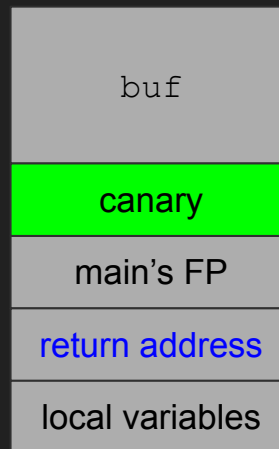 buf
canary
main's FP
return address
local variables